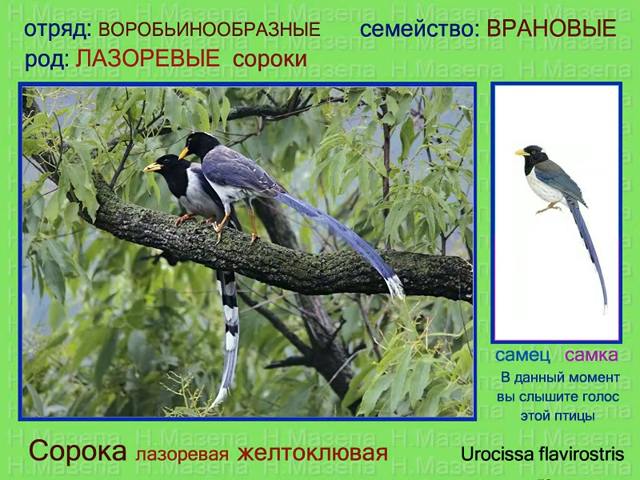 отряд: ВОРОБЬИНООБРАЗНЫЕ семейство: ВРАНОВЫЕ
род: ЛАЗОРЕВЫЕ сороки
самец самка
В данный момент
вы слышите голос
этой птицы
Сорока лазоревая желтоклювая Urocissa flavirostris